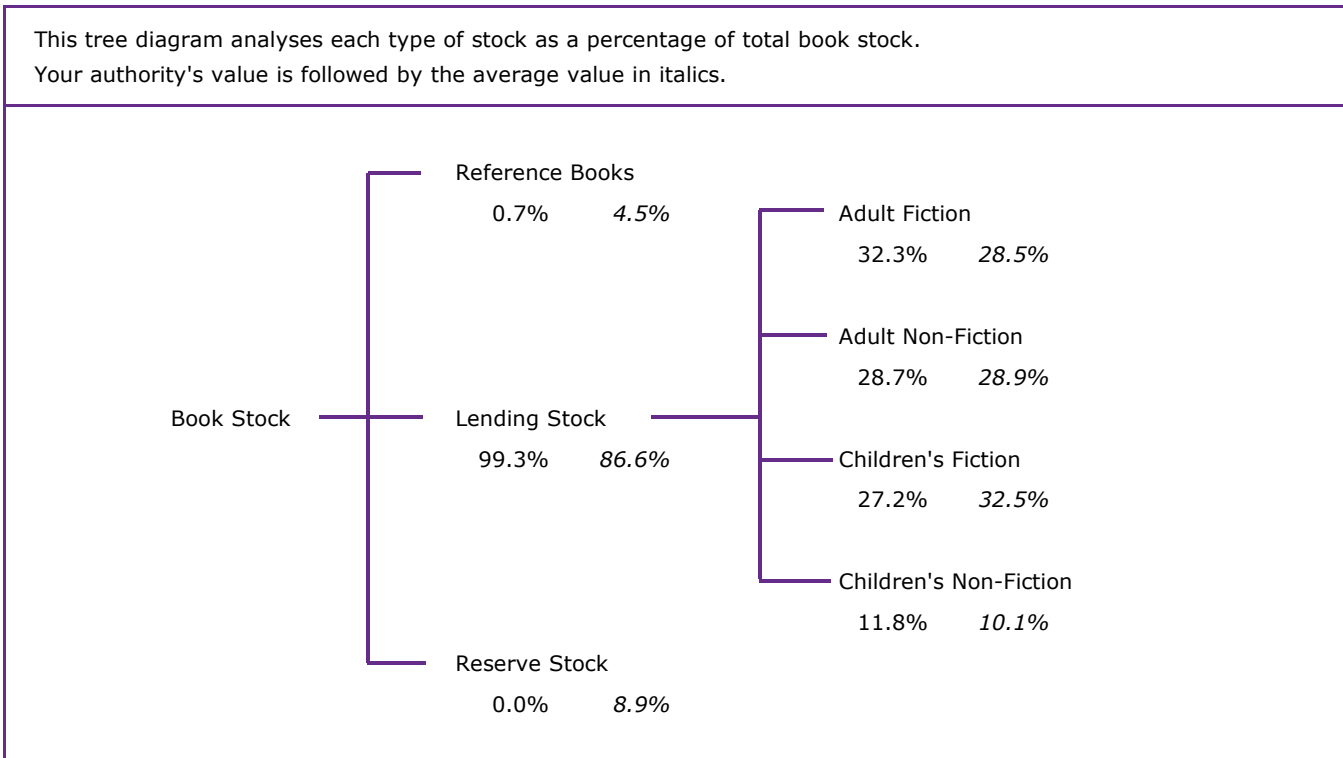 This tree diagram analyses each type of stock as a percentage of total book stock.
Your authority's value is followed by the average value in italics.
Reference Books
0.7% 4.5%
Adult Fiction
32.3% 28.5%
Adult Non-Fiction
28.7% 28.9%
Book Stock
Lending Stock
99.3% 86.6%
Children's Fiction
27.2% 32.5%
Children's Non-Fiction
11.8% 10.1%
Reserve Stock
0.0% 8.9%